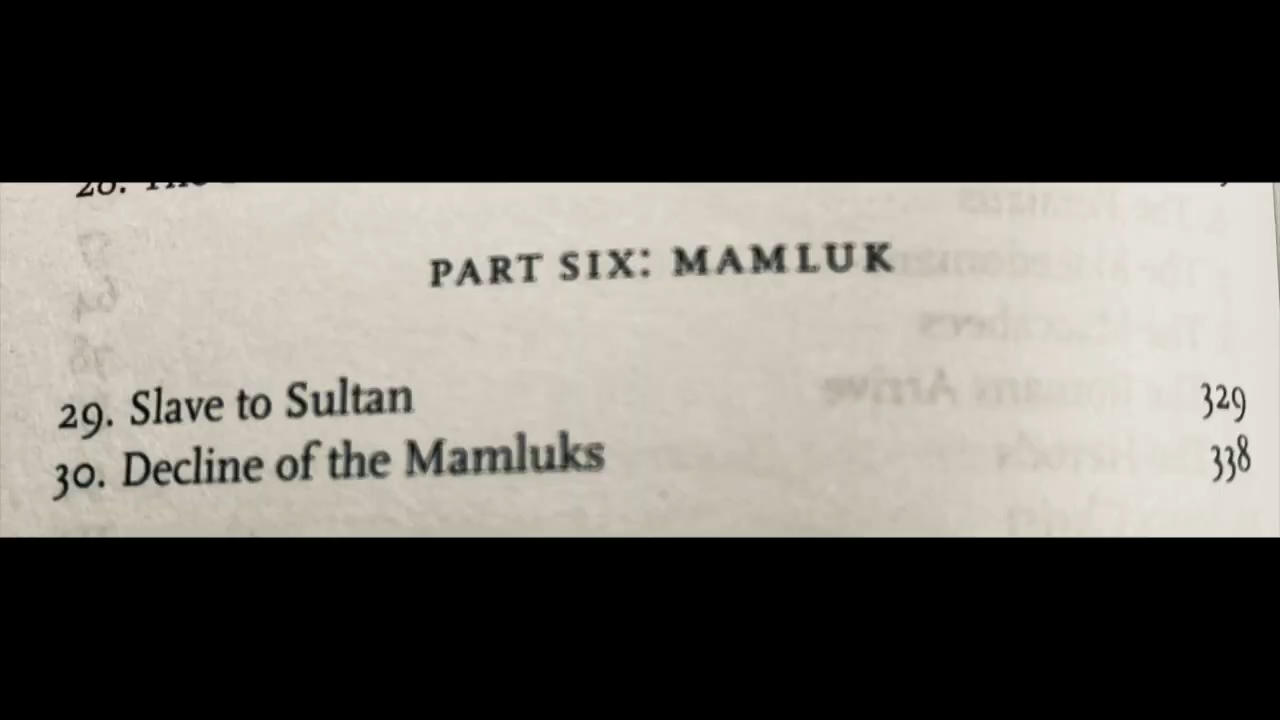 PART SIX: MAMLUK
29. Slave to Sultan 329
30. Decline of the Mamluks 338